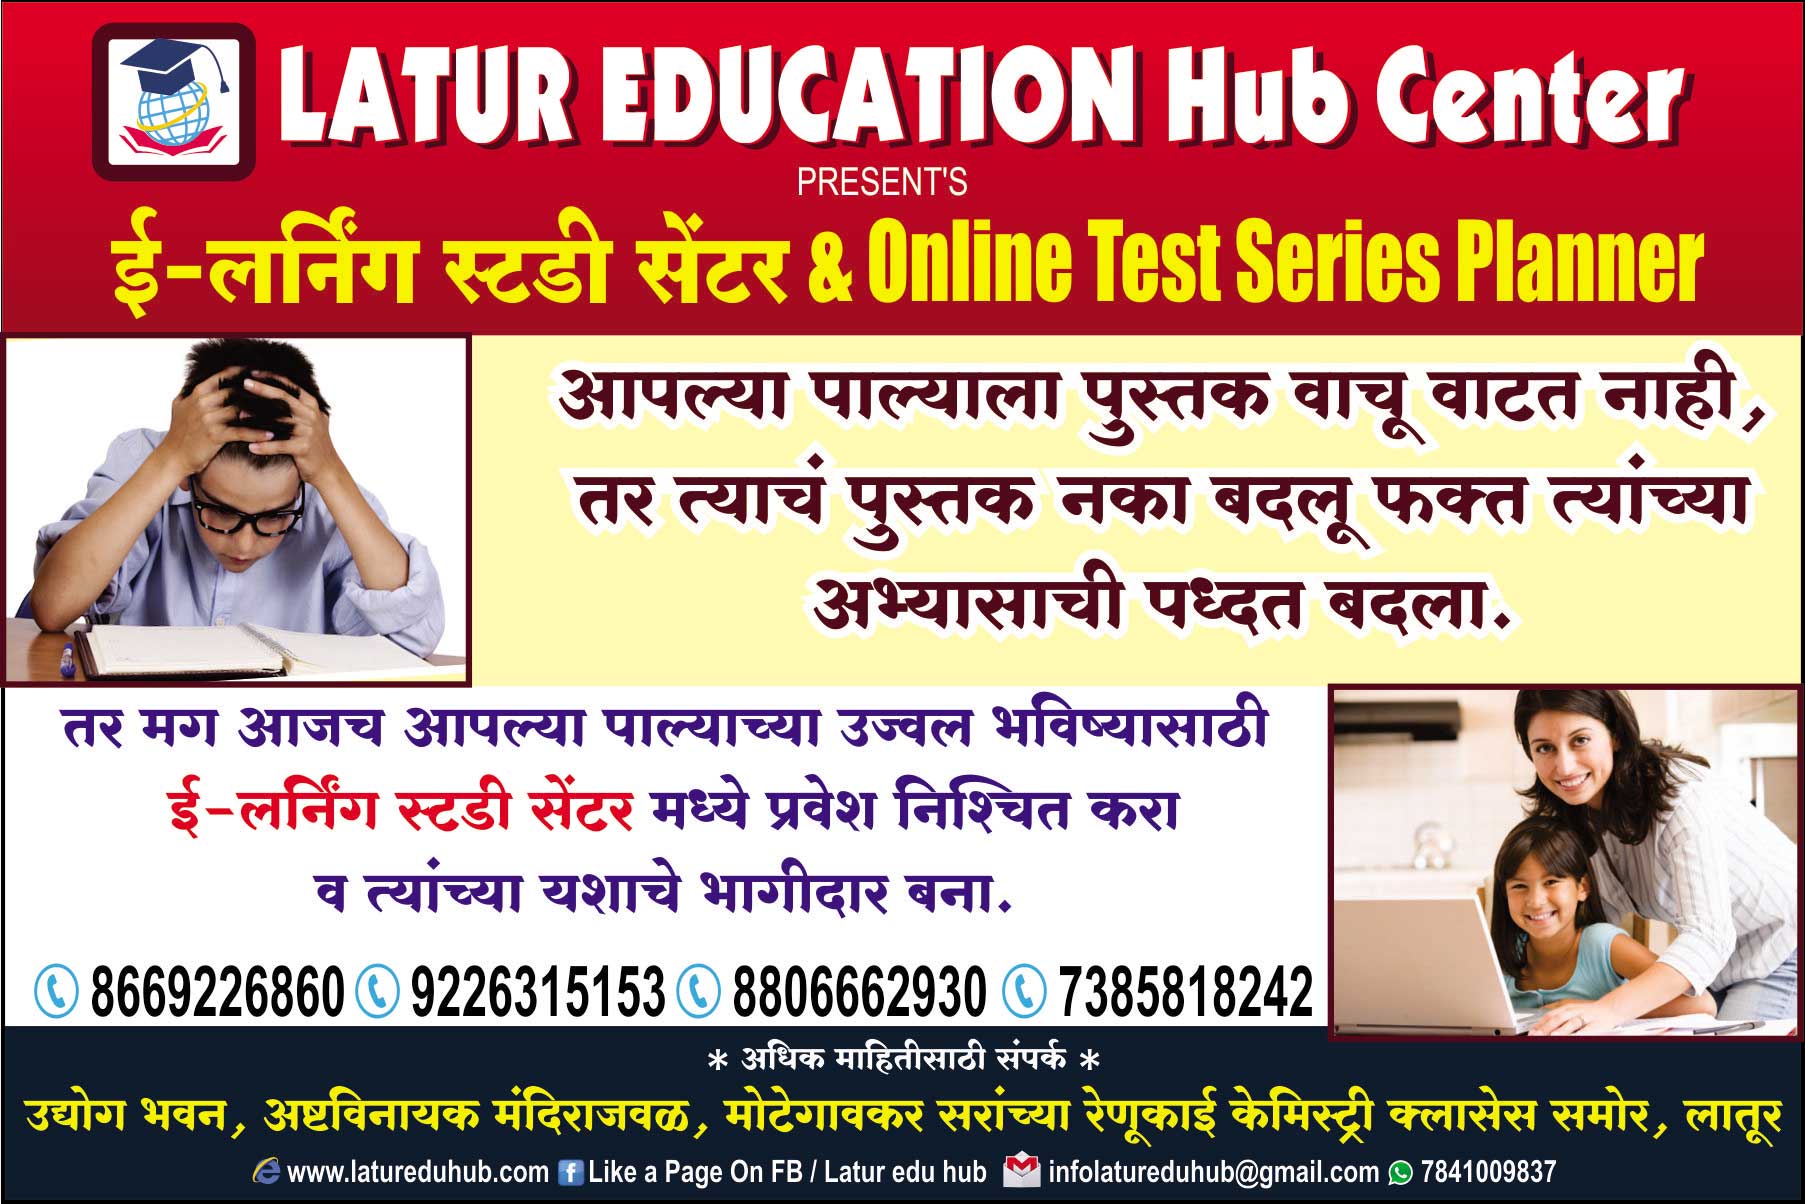 LATUR EDUCATION Hub Center
PRESENT'S
ई-लर्निंग स्टडी सेंटर & Online Test Series Planner
आपल्या पाल्याला पुस्तक वाचू वाटत नाही,
तर त्याचं पुस्तक नका बदलू फक्त त्यांच्या
अभ्यासाची पध्दत बदला.
तर मग आजच आपल्या पाल्याच्या उज्वल भविष्यासाठी
ई-लर्निंग स्टडी सेंटर मध्ये प्रवेश निश्चित करा
व त्यांच्या यशाचे भागीदार बना.
8669226860 9226315153 8806662930 7385818242
* अधिक माहितीसाठी संपर्क *
उद्योग भवन, अष्टविनायक मंदिराजवळ, मोटेगावकर सरांच्या रेणूकाई केमिस्ट्री क्लासेस समोर, लातूर
www.latureduhub.com Like a Page On FB / Latur edu hub infolatureduhub@gmail.com 7841009837